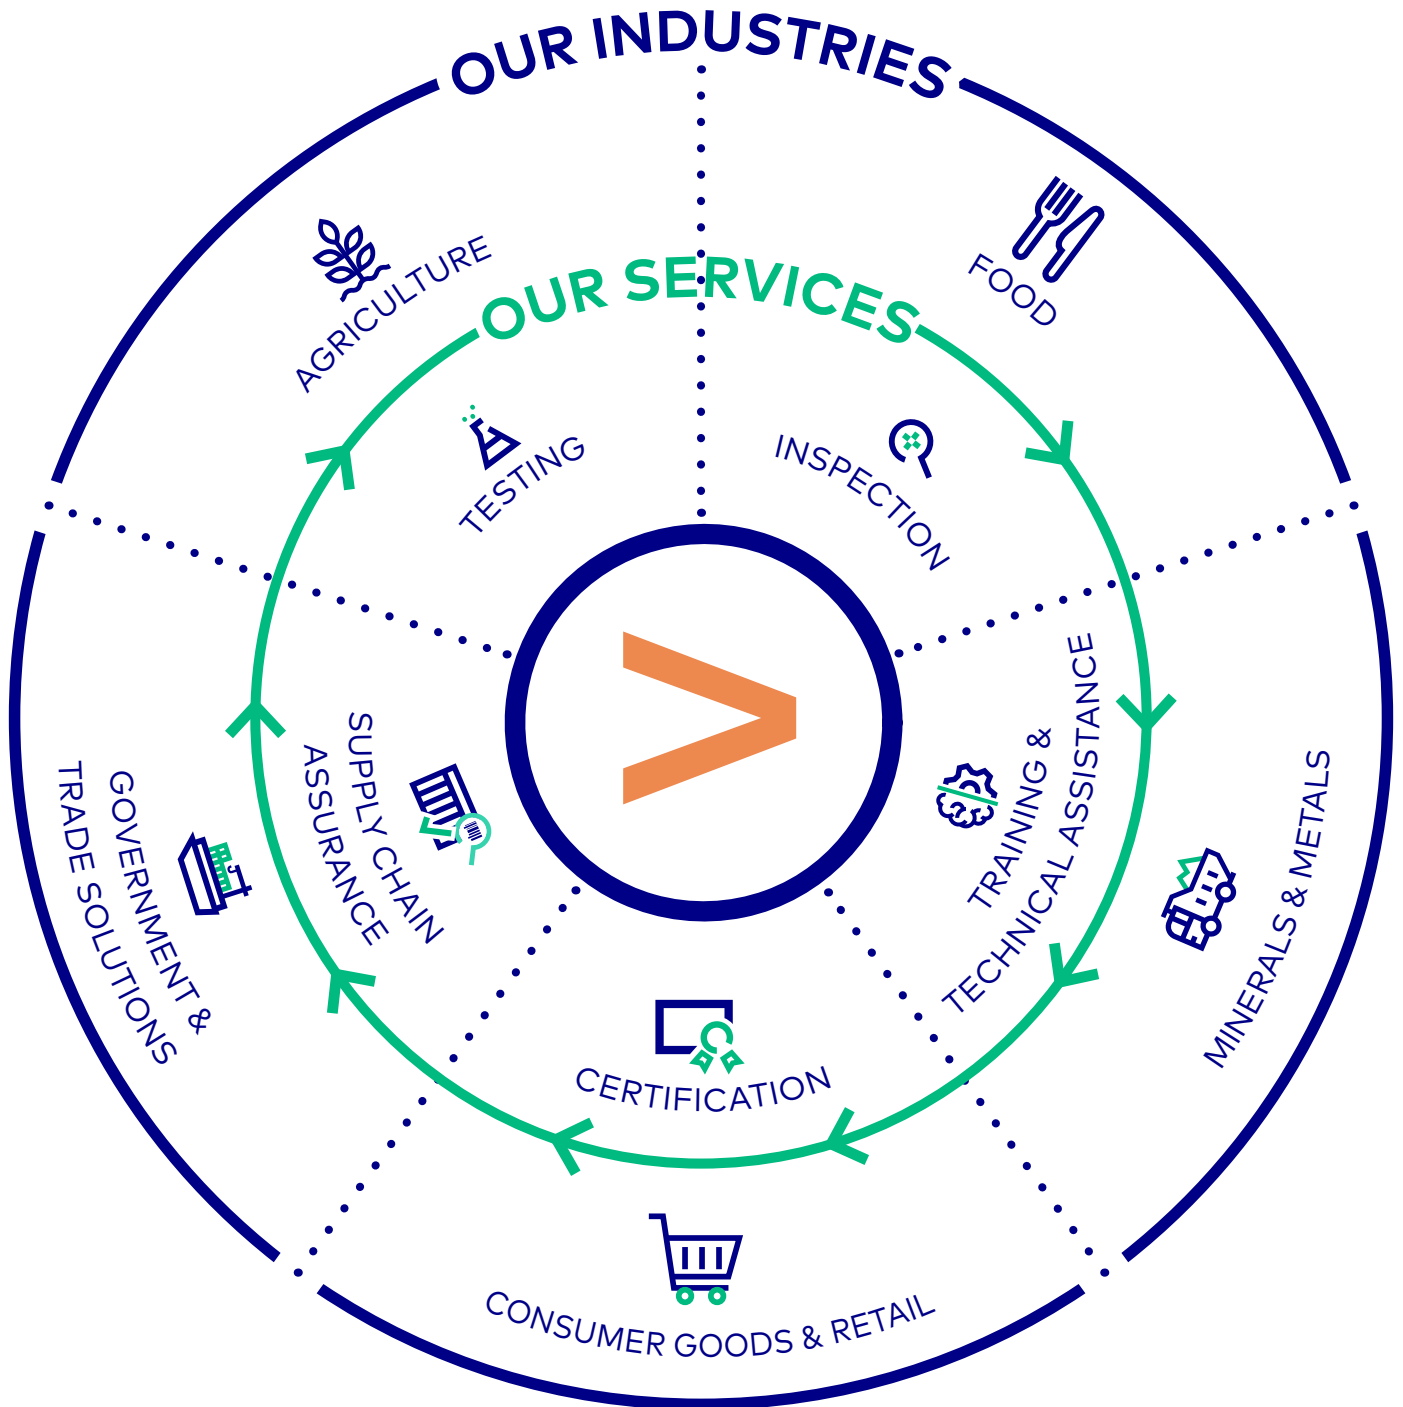 OUR INDUSTRIES
AGRICULTURE
FOOD
MINERALS & METALS
CONSUMER GOODS & RETAIL
GOVERNMENT &
TRADE SOLUTIONS
OUR SERVICES
TESTING
INSPECTION
TRAINING &
TECHNICAL ASSISTANCE
CERTIFICATION
SUPPLY CHAIN
ASSURANCE